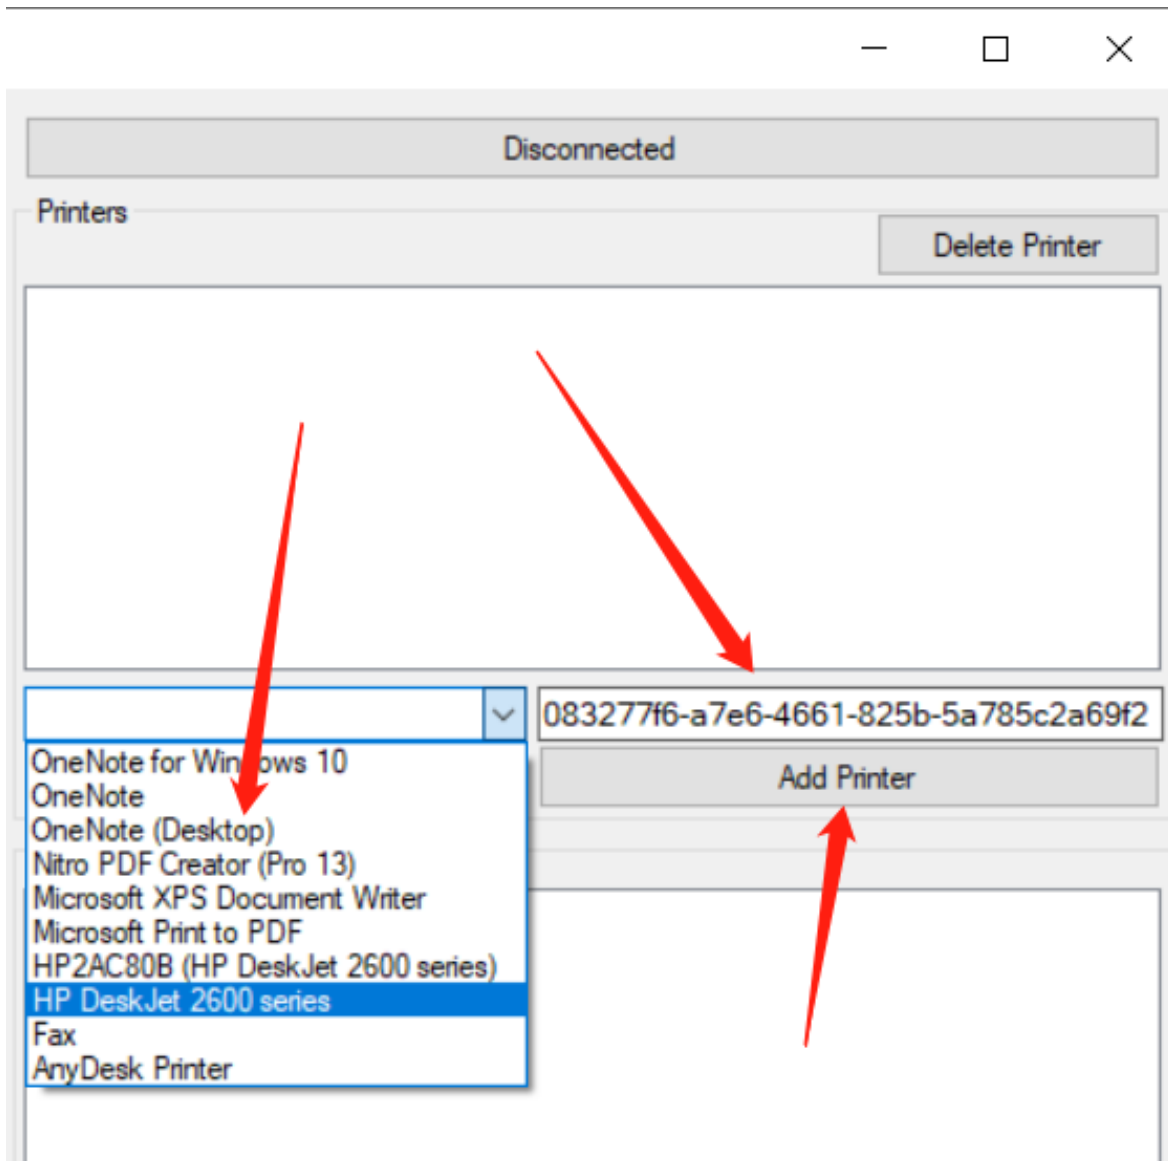 Disconnected
Printers
Delete Printer
083277f6-a7e6-4661-825b-5a785c2a69f2
Add Printer
OneNote for Windows 10
OneNote
OneNote (Desktop)
Nitro PDF Creator (Pro 13)
Microsoft XPS Document Writer
Microsoft Print to PDF
HP2AC80B (HP DeskJet 2600 series)
HP DeskJet 2600 series
Fax
AnyDesk Printer